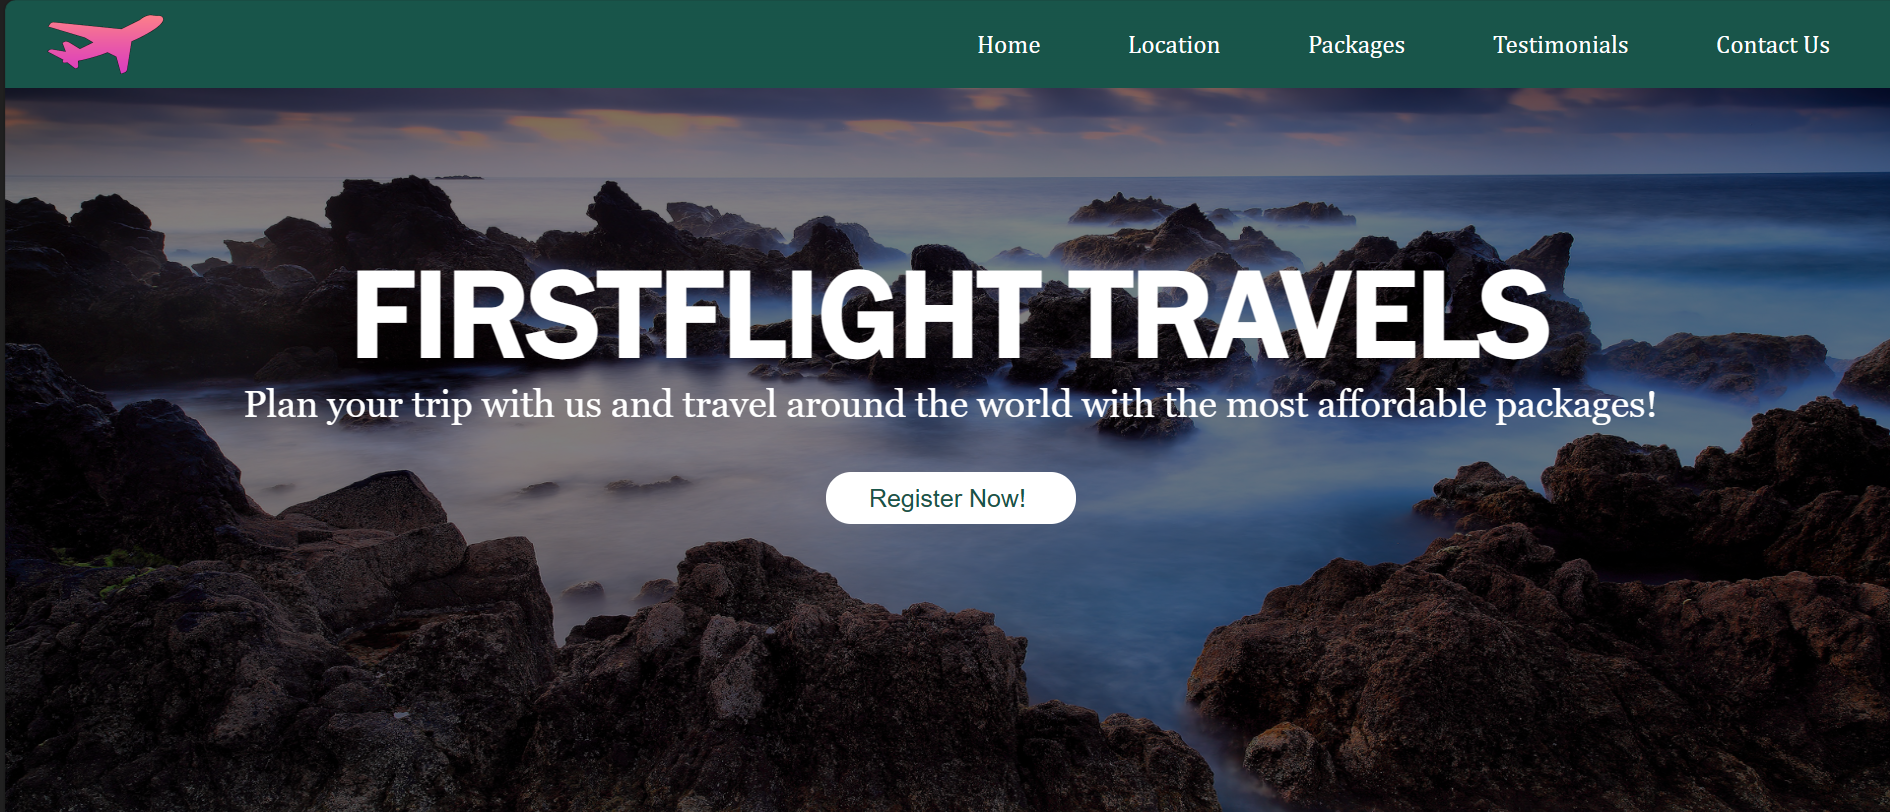 Home Location Packages Testimonials Contact Us
FIRSTFLIGHT TRAVELS
Plan your trip with us and travel around the world with the most affordable packages!
Register Now!